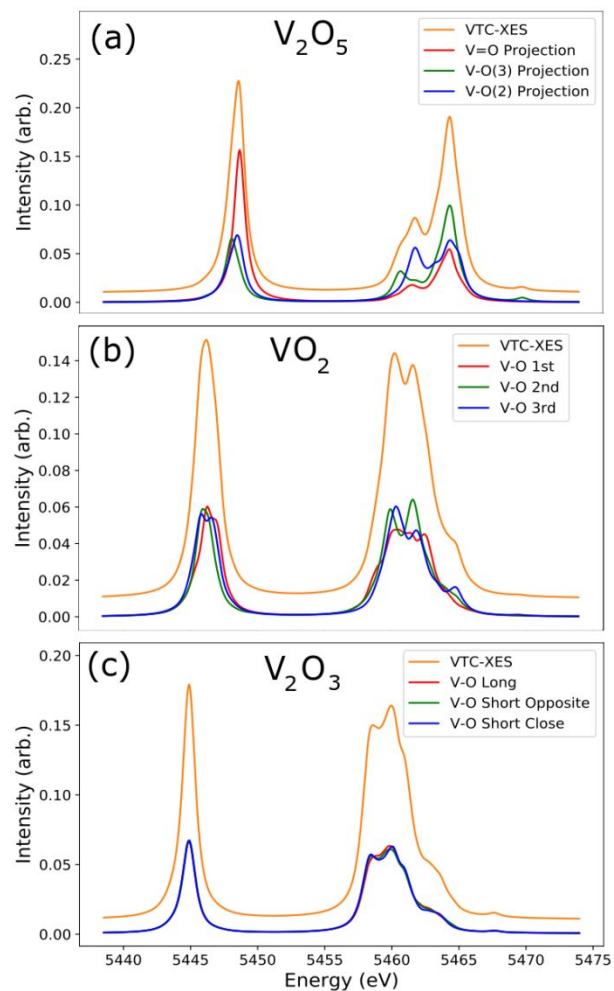 (a)
V₂O₅
VTC-XES
V=O Projection
V-O(3) Projection
V-O(2) Projection
Intensity (arb.)
0.25
0.20
0.15
0.10
0.05
0.00
(b)
VO₂
VTC-XES
V-O 1st
V-O 2nd
V-O 3rd
Intensity (arb.)
0.14
0.12
0.10
0.08
0.06
0.04
0.02
0.00
(c)
V₂O₃
VTC-XES
V-O Long
V-O Short Opposite
V-O Short Close
Intensity (arb.)
0.20
0.15
0.10
0.05
0.00
5440 5445 5450 5455 5460 5465 5470 5475
Energy (eV)